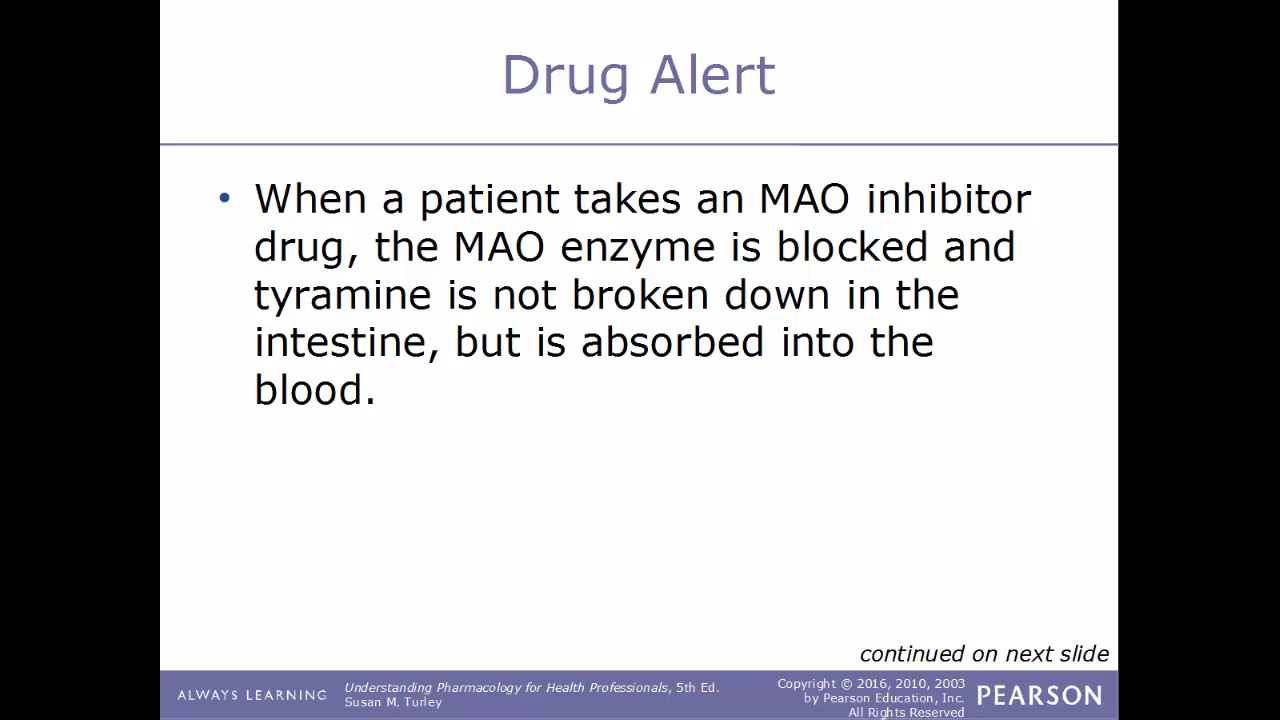 Drug Alert
• When a patient takes an MAO inhibitor
drug, the MAO enzyme is blocked and
tyramine is not broken down in the
intestine, but is absorbed into the
blood.
continued on next slide
ALWAYS LEARNING
Understanding Pharmacology for Health Professionals, 5th Ed.
Susan M. Turley
Copyright © 2016, 2010, 2003
by Pearson Education, Inc.
All Rights Reserved
PEARSON